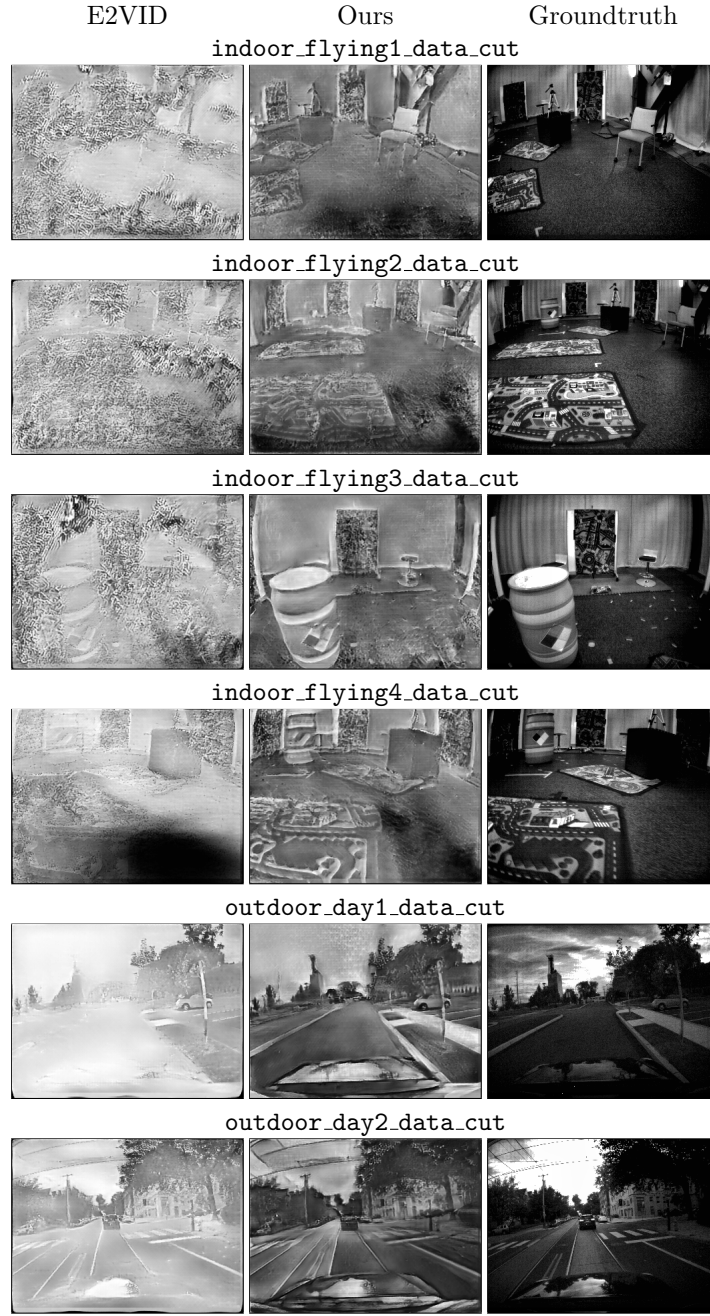 E2VID Ours Groundtruth
indoor_flying1_data_cut
indoor_flying2_data_cut
indoor_flying3_data_cut
indoor_flying4_data_cut
outdoor_day1_data_cut
outdoor_day2_data_cut